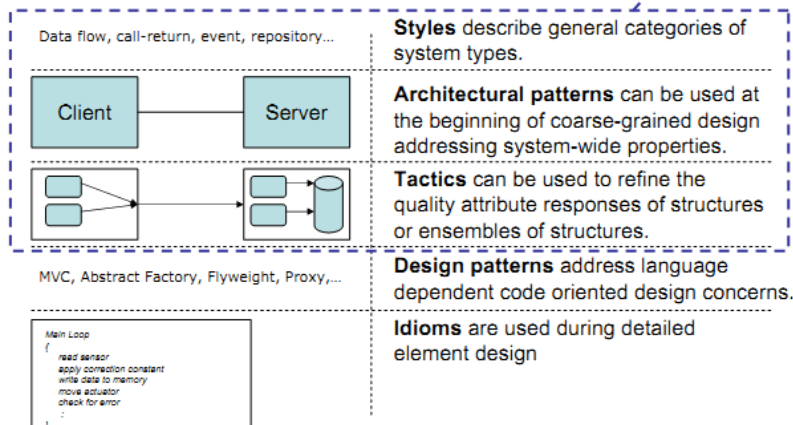 Data flow, call-return, event, repository...
Styles describe general categories of
system types.
Client
Server
Architectural patterns can be used at
the beginning of coarse-grained design
addressing system-wide properties.
Tactics can be used to refine the
quality attribute responses of structures
or ensembles of structures.
MVC, Abstract Factory, Flyweight, Proxy,...
Design patterns address language
dependent code oriented design concerns.
Main Loop
{
read sensor
apply correction constant
write data to memory
move actuator
check for error
:
Idioms are used during detailed
element design